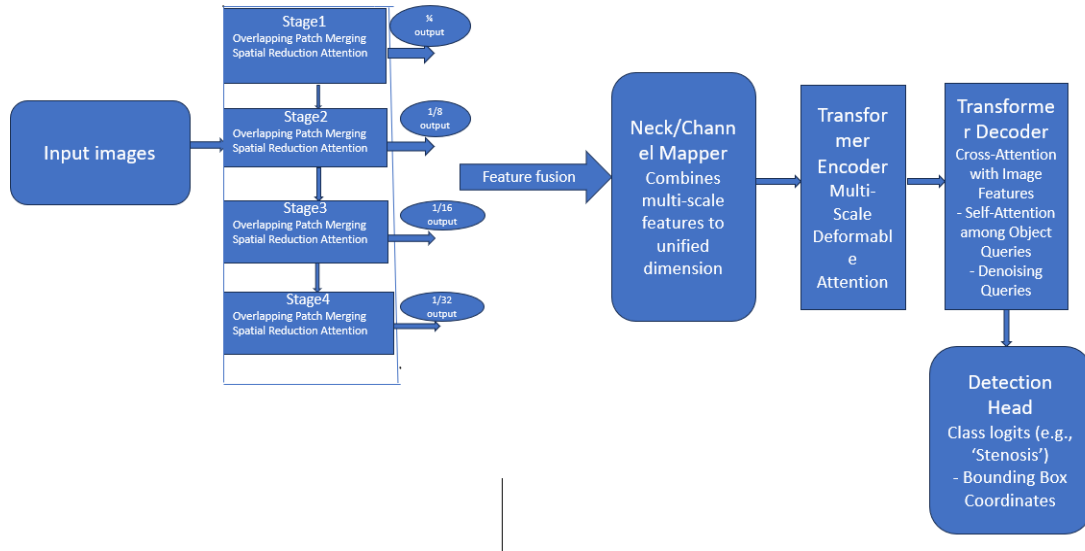 Input images
Stage1
Overlapping Patch Merging
Spatial Reduction Attention
¼
output
Stage2
Overlapping Patch Merging
Spatial Reduction Attention
1/8
output
Stage3
Overlapping Patch Merging
Spatial Reduction Attention
1/16
output
Stage4
Overlapping Patch Merging
Spatial Reduction Attention
1/32
output
Feature fusion
Neck/Chann
el Mapper
Combines
multi-scale
features to
unified
dimension
Transfor
mer
Encoder
Multi-
Scale
Deformabl
e
Attention
Transforme
r Decoder
Cross-Attention
with Image
Features
- Self-Attention
among Object
Queries
- Denoising
Queries
Detection
Head
Class logits (e.g.,
‘Stenosis’)
- Bounding Box
Coordinates